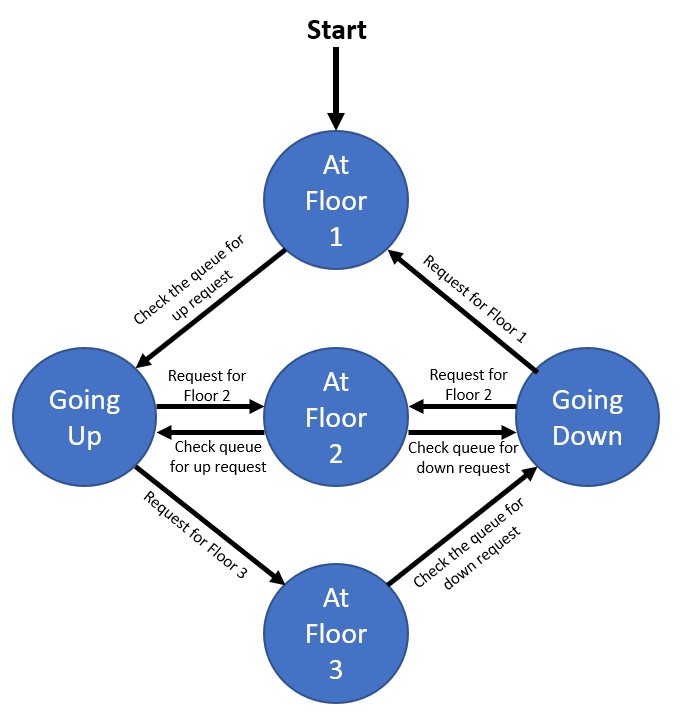 Start
At
Floor
1
Check the queue for
up request
Request for Floor 1
Going
Up
Request for
Floor 2
At
Floor
2
Request for
Floor 2
Going
Down
Check queue
for up request
Check queue for
down request
Request for Floor 3
Check the queue for
down request
At
Floor
3